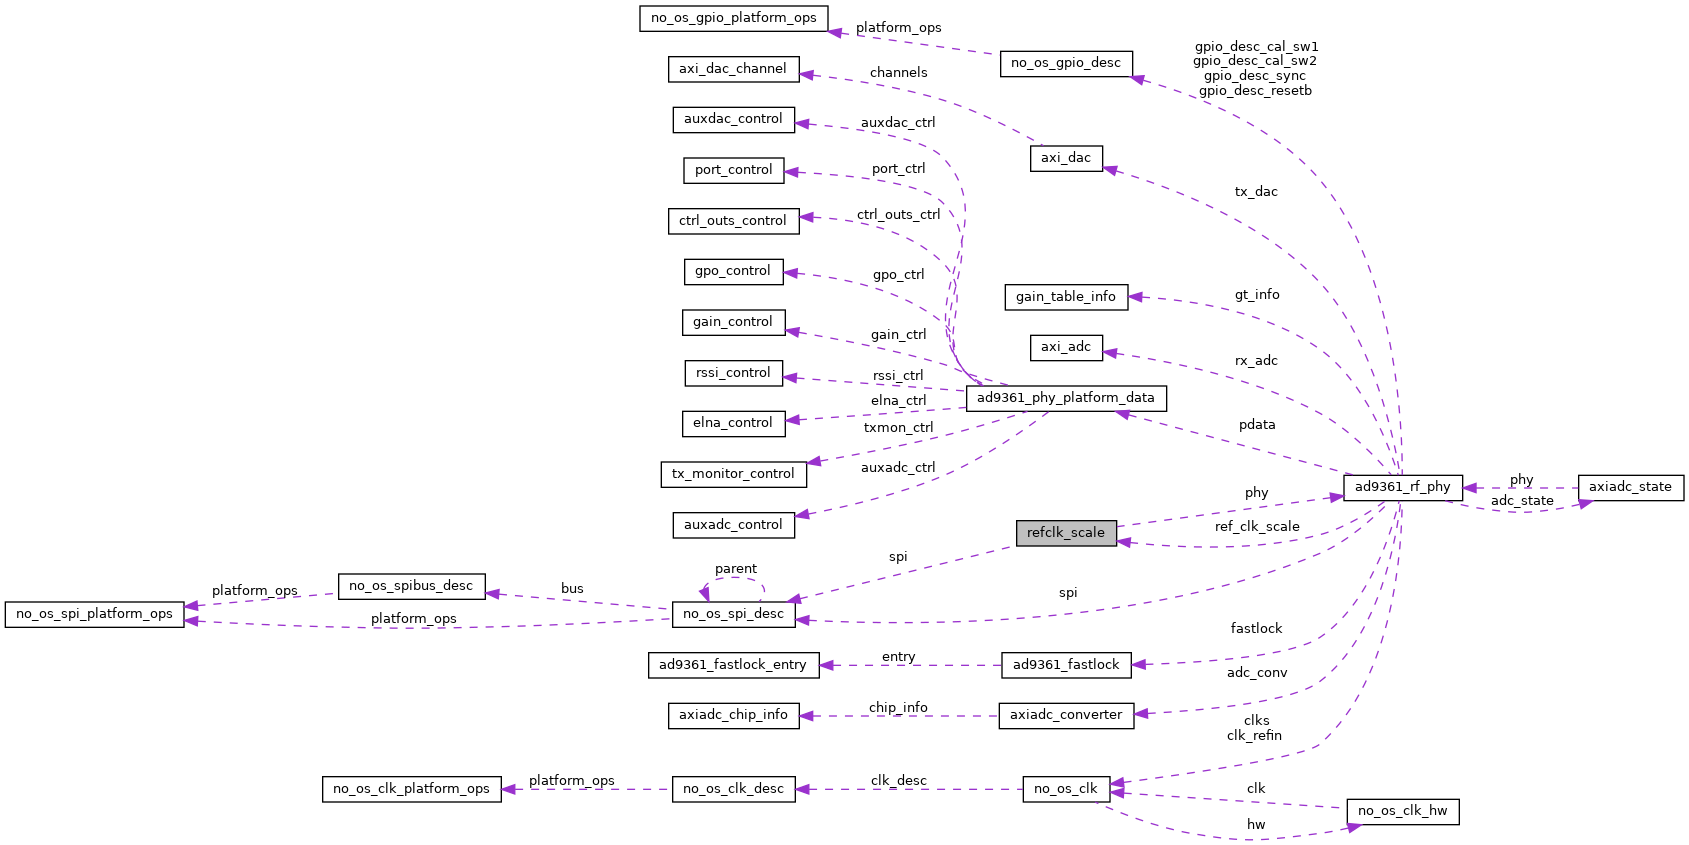 no_os_gpio_platform_ops
platform_ops
no_os_gpio_desc
gpio_desc_cal_sw1
gpio_desc_cal_sw2
gpio_desc_sync
gpio_desc_resetb
axi_dac_channel
channels
auxdac_control
auxdac_ctrl
axi_dac
port_control
port_ctrl
tx_dac
ctrl_outs_control
ctrl_outs_ctrl
gpo_control
gpo_ctrl
gain_table_info
gt_info
gain_control
gain_ctrl
axi_adc
rx_adc
rssi_control
rssi_ctrl
ad9361_phy_platform_data
elna_control
elna_ctrl
pdata
txmon_ctrl
tx_monitor_control
auxadc_ctrl
ad9361_rf_phy
phy
axiadc_state
adc_state
auxadc_control
phy
refclk_scale
ref_clk_scale
spi
parent
no_os_spibus_desc
bus
platform_ops
no_os_spi_platform_ops
platform_ops
no_os_spi_desc
spi
fastlock
ad9361_fastlock_entry
entry
ad9361_fastlock
adc_conv
axiadc_chip_info
chip_info
axiadc_converter
clks
clk_refin
no_os_clk_platform_ops
platform_ops
no_os_clk_desc
clk_desc
no_os_clk
clk
no_os_clk_hw
hw